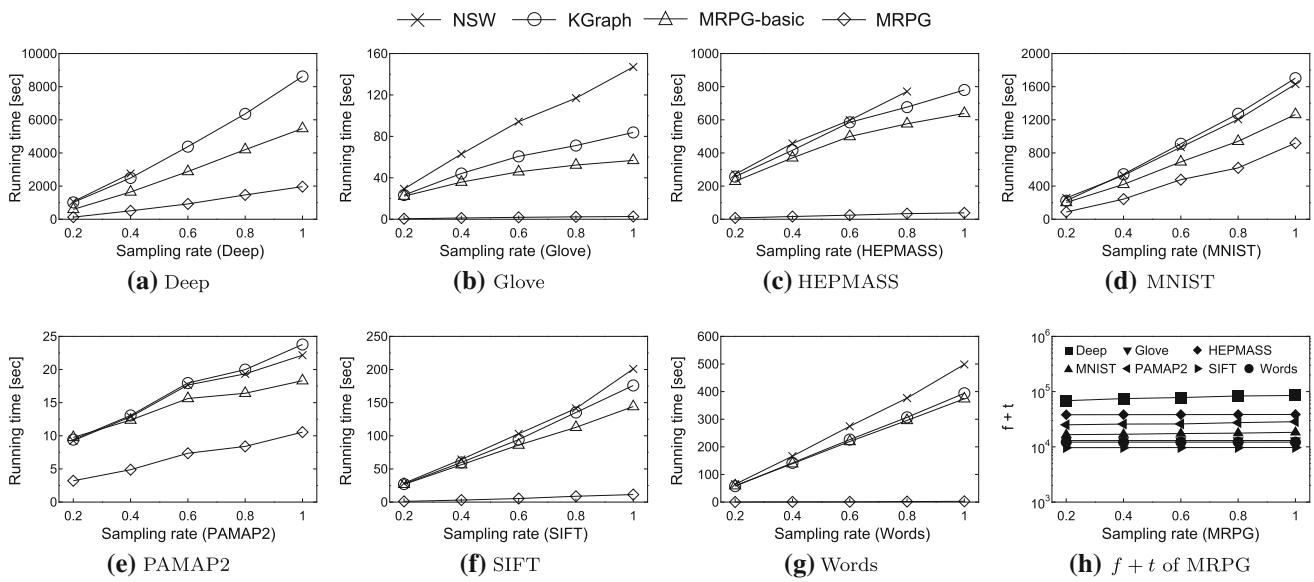 NSW KGraph MRPG-basic MRPG
10000
8000
6000
4000
2000
0
Running time [sec]
0.2 0.4 0.6 0.8 1
Sampling rate (Deep)
(a) Deep
160
120
80
40
0
Running time [sec]
0.2 0.4 0.6 0.8 1
Sampling rate (Glove)
(b) Glove
1000
800
600
400
200
0
Running time [sec]
0.2 0.4 0.6 0.8 1
Sampling rate (HEPMASS)
(c) HEPMASS
2000
1600
1200
800
400
0
Running time [sec]
0.2 0.4 0.6 0.8 1
Sampling rate (MNIST)
(d) MNIST
25
20
15
10
5
0
Running time [sec]
0.2 0.4 0.6 0.8 1
Sampling rate (PAMAP2)
(e) PAMAP2
250
200
150
100
50
0
Running time [sec]
0.2 0.4 0.6 0.8 1
Sampling rate (SIFT)
(f) SIFT
600
500
400
300
200
100
0
Running time [sec]
0.2 0.4 0.6 0.8 1
Sampling rate (Words)
(g) Words
10⁶
10⁵
10⁴
10³
f + t
Deep Glove HEPMASS
MNIST PAMAP2 SIFT Words
0.2 0.4 0.6 0.8 1
Sampling rate (MRPG)
(h) f + t of MRPG